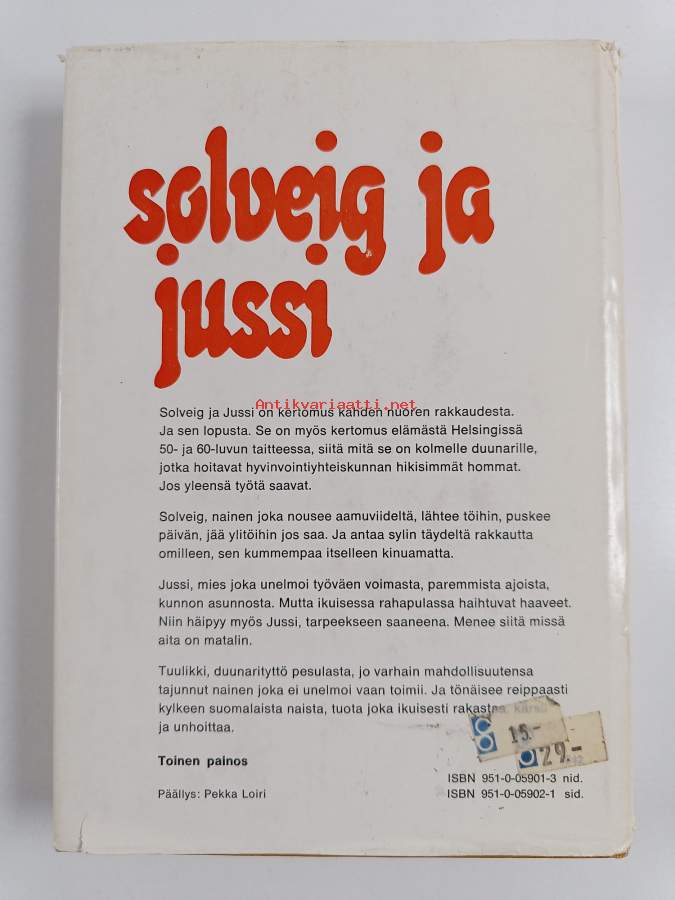 solveig ja
jussi
Antikvariaatti.net
Solveig ja Jussi on kertomus kahden nuoren rakkaudesta.
Ja sen lopusta. Se on myös kertomus elämästä Helsingissä
50- ja 60-luvun taitteessa, siitä mitä se on kolmelle duunarille,
jotka hoitavat hyvinvointiyhteiskunnan hikisimmät hommat.
Jos yleensä työtä saavat.
Solveig, nainen joka nousee aamuviideltä, lähtee töihin, puskee
päivän, jää ylitöihin jos saa. Ja antaa sylin täydeltä rakkautta
omilleen, sen kummempaa itselleen kinuamatta.
Jussi, mies joka unelmoi työväen voimasta, paremmista ajoista,
kunnon asunnosta. Mutta ikuisessa rahapulassa haihtuvat haaveet.
Niin häipyy myös Jussi, tarpeekseen saaneena. Menee siitä missä
aita on matalin.
Tuulikki, duunarityttö pesulasta, jo varhain mahdollisuutensa
tajunnut nainen joka ei unelmoi vaan toimii. Ja tönäisee reippaasti
kylkeen suomalaista naista, tuota joka ikuisesti rakastaa,
ja unhoittaa.
15.-
29.-
Toinen painos
ISBN 951-0-05901-3 nid.
Päällys: Pekka Loiri
ISBN 951-0-05902-1 sid.